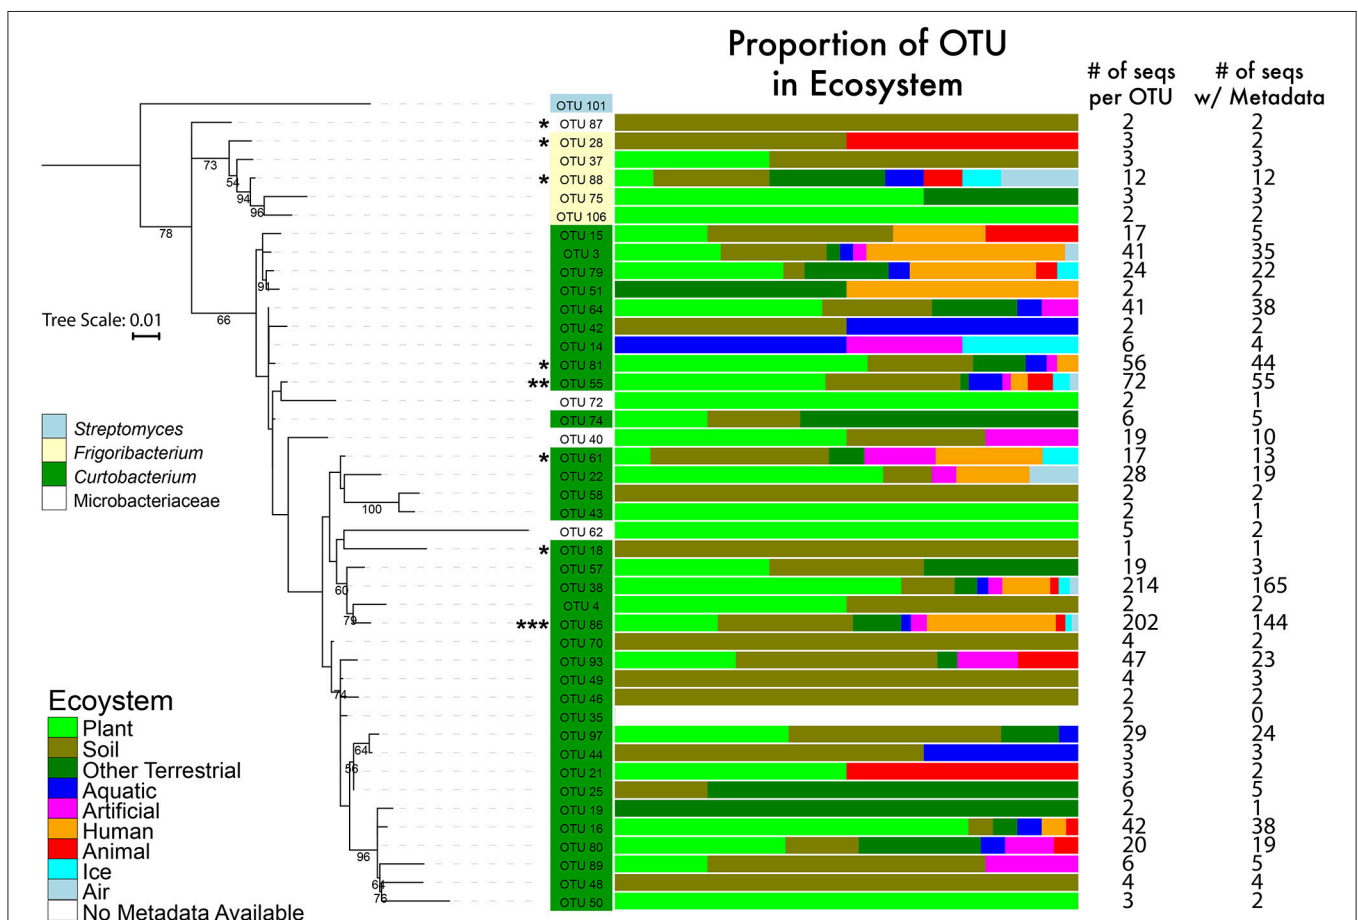 Proportion of OTU
in Ecosystem
# of seqs
per OTU
# of seqs
w/ Metadata
OTU 101
* OTU 87 2 2
* OTU 28 3 2
OTU 37 3 3
* OTU 88 12 12
OTU 75 3 3
OTU 106 2 2
OTU 15 17 5
OTU 3 41 35
OTU 79 24 22
OTU 51 2 2
OTU 64 41 38
OTU 42 2 2
OTU 14 6 4
* OTU 81 56 44
** OTU 55 72 55
OTU 72 2 1
OTU 74 6 5
OTU 40 19 10
* OTU 61 17 13
OTU 22 28 19
OTU 58 2 2
OTU 43 2 1
OTU 62 5 2
* OTU 18 1 1
OTU 57 19 3
OTU 38 214 165
OTU 4 2 2
*** OTU 86 202 144
OTU 70 4 2
OTU 93 47 23
OTU 49 4 3
OTU 46 2 2
OTU 35 2 0
OTU 97 29 24
OTU 44 3 3
OTU 21 3 2
OTU 25 6 5
OTU 19 2 1
OTU 16 42 38
OTU 80 20 19
OTU 89 6 5
OTU 48 4 4
OTU 50 3 2
73
54
94
96
78
91
66
100
60
79
74
64
56
96
64
76
Tree Scale: 0.01
Streptomyces
Frigoribacterium
Curtobacterium
Microbacteriaceae
Ecoystem
Plant
Soil
Other Terrestrial
Aquatic
Artificial
Human
Animal
Ice
Air
No Metadata Available